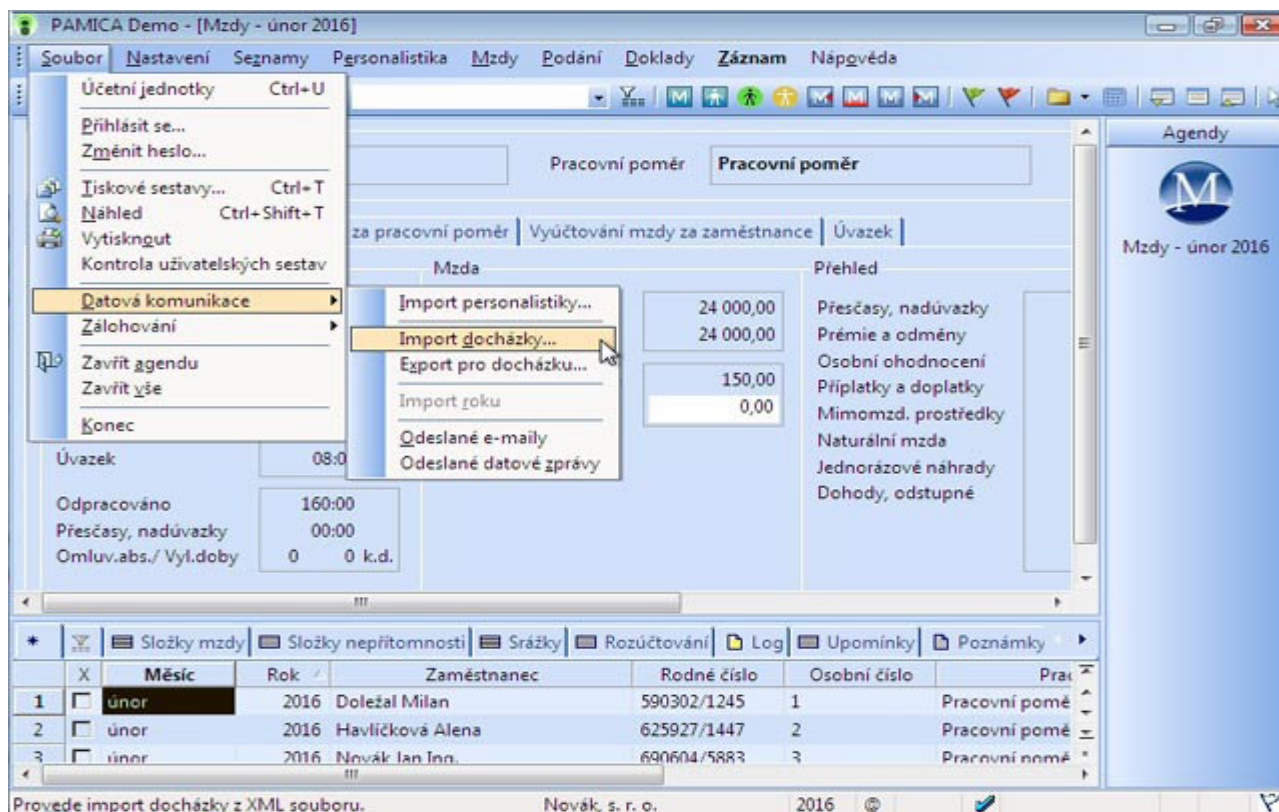 PAMICA Demo - [Mzdy - únor 2016]
Soubor Nastavení Seznamy Personalistika Mzdy Podání Doklady Záznam Nápověda
Účetní jednotky Ctrl+U
Přihlásit se...
Změnit heslo...
Tiskové sestavy... Ctrl+T
Náhled Ctrl+Shift+T
Vytisknout
Kontrola uživatelských sestav
Datová komunikace
Zálohování
Zavřít agendu
Zavřít vše
Konec
Import personalistiky...
Import docházky...
Export pro docházku...
Import roku
Odeslané e-maily
Odeslané datové zprávy
Pracovní poměr Pracovní poměr
za pracovní poměr Vyúčtování mzdy za zaměstnance Úvazek
Mzda
24 000,00
24 000,00
150,00
0,00
Přehled
Přesčasy, nadúvazky
Prémie a odměny
Osobní ohodnocení
Příplatky a doplatky
Mimomzd. prostředky
Naturální mzda
Jednorázové náhrady
Dohody, odstupné
Agendy
M
Mzdy - únor 2016
Úvazek 08:0
Odpracováno 160:00
Přesčasy, nadúvazky 00:00
Omluv.abs./ Vyl.doby 0 0 k.d.
* Složky mzdy Složky nepřítomnosti Srážky Rozúčtování Log Upomínky Poznámky
X Měsíc Rok Zaměstnanec Rodné číslo Osobní číslo Prac
1 únor 2016 Doležal Milan 590302/1245 1 Pracovní pomě
2 únor 2016 Havlíčková Alena 625927/1447 2 Pracovní pomě
3 únor 2016 Novák Jan Ing. 690604/5883 3 Pracovní pomě
Provede import docházky z XML souboru. Novák, s. r. o. 2016 @